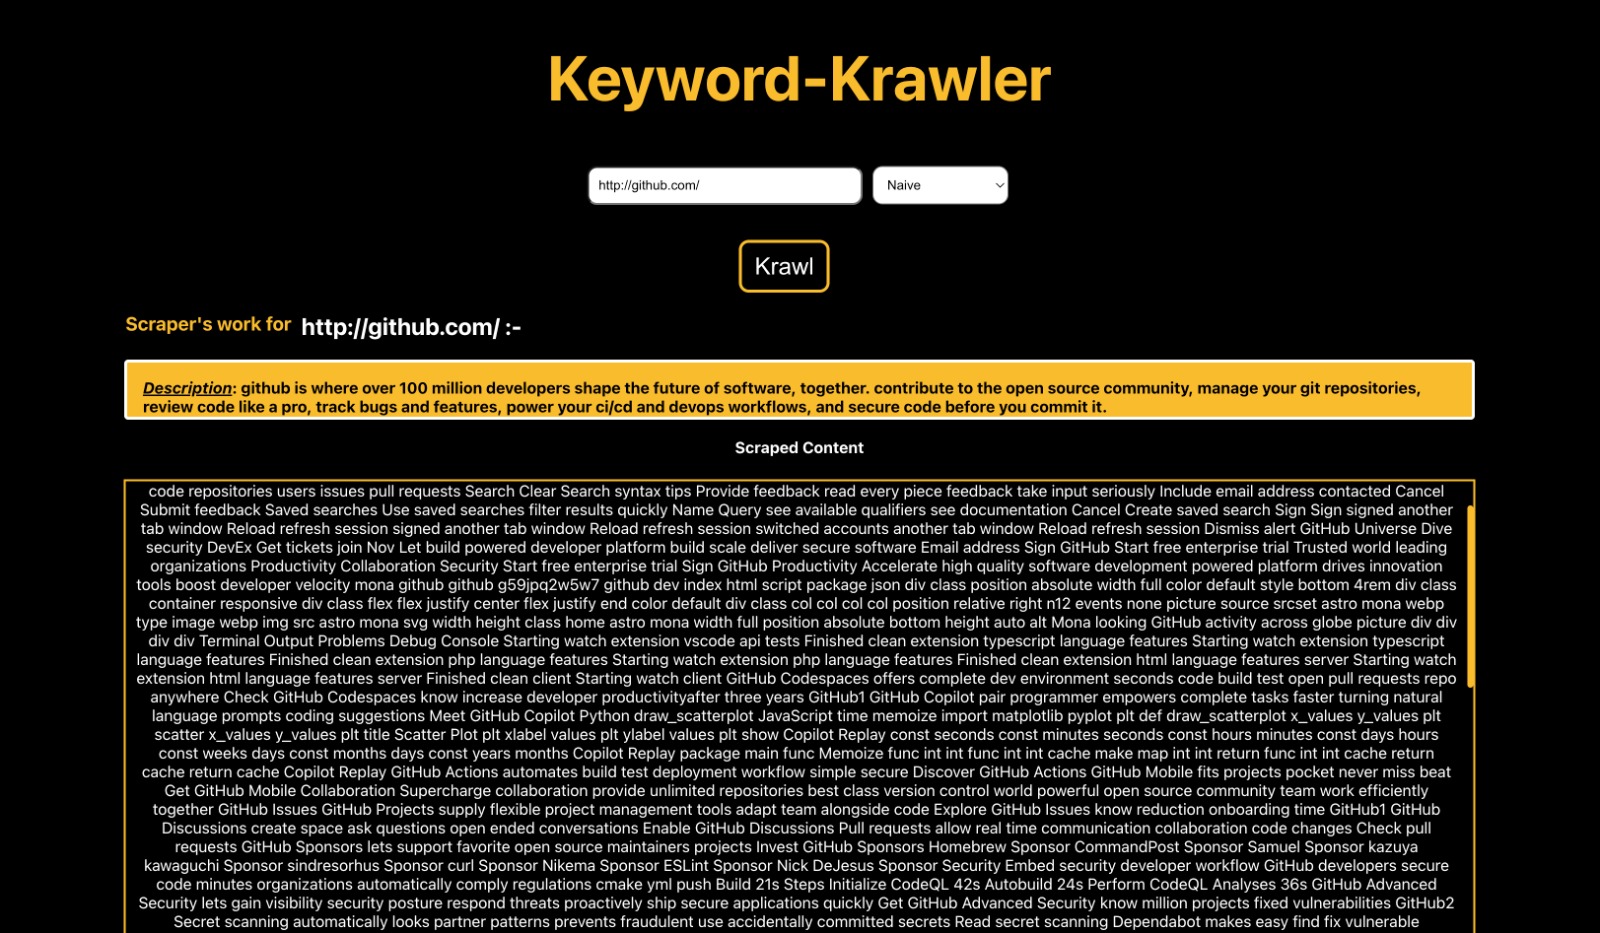 Keyword-Krawler
http://github.com/ Naive
Krawl
Scraper's work for http://github.com/ :-
Description: github is where over 100 million developers shape the future of software, together. contribute to the open source community, manage your git repositories,
review code like a pro, track bugs and features, power your ci/cd and devops workflows, and secure code before you commit it.
Scraped Content
code repositories users issues pull requests Search Clear Search syntax tips Provide feedback read every piece feedback take input seriously Include email address contacted Cancel
Submit feedback Saved searches Use saved searches filter results quickly Name Query see available qualifiers see documentation Cancel Create saved search Sign Sign signed another
tab window Reload refresh session signed another tab window Reload refresh session switched accounts another tab window Reload refresh session Dismiss alert GitHub Universe Dive
security DevEx Get tickets join Nov Let build powered developer platform build scale deliver secure software Email address Sign GitHub Start free enterprise trial Trusted world leading
organizations Productivity Collaboration Security Start free enterprise trial Sign GitHub Productivity Accelerate high quality software development powered platform drives innovation
tools boost developer velocity mona github github g59jpq2w5w7 github dev index html script package json div class position absolute width full color default style bottom 4rem div class
container responsive div class flex flex justify center flex justify end color default div class col col col col position relative right n12 events none picture source srcset astro mona webp
type image webp img src astro mona svg width height class home astro mona width full position absolute bottom height auto alt Mona looking GitHub activity across globe picture div div
div div Terminal Output Problems Debug Console Starting watch extension vscode api tests Finished clean extension typescript language features Starting watch extension typescript
language features Finished clean extension php language features Starting watch extension php language features Finished clean extension html language features server Starting watch
extension html language features server Finished clean client Starting watch client GitHub Codespaces offers complete dev environment seconds code build test open pull requests repo
anywhere Check GitHub Codespaces know increase developer productivityafter three years GitHub1 GitHub Copilot pair programmer empowers complete tasks faster turning natural
language prompts coding suggestions Meet GitHub Copilot Python draw_scatterplot JavaScript time memoize import matplotlib pyplot plt def draw_scatterplot x_values y_values plt
scatter x_values y_values plt title Scatter Plot plt xlabel values plt ylabel values plt show Copilot Replay const seconds const minutes seconds const hours minutes const days hours
const weeks days const months days const years months Copilot Replay package main func Memoize func int int func int int cache make map int int return func int int cache return
cache return cache Copilot Replay GitHub Actions automates build test deployment workflow simple secure Discover GitHub Actions GitHub Mobile fits projects pocket never miss beat
Get GitHub Mobile Collaboration Supercharge collaboration provide unlimited repositories best class version control world powerful open source community team work efficiently
together GitHub Issues GitHub Projects supply flexible project management tools adapt team alongside code Explore GitHub Issues know reduction onboarding time GitHub1 GitHub
Discussions create space ask questions open ended conversations Enable GitHub Discussions Pull requests allow real time communication collaboration code changes Check pull
requests GitHub Sponsors lets support favorite open source maintainers projects Invest GitHub Sponsors Homebrew Sponsor CommandPost Sponsor Samuel Sponsor kazuya
kawaguchi Sponsor sindresorhus Sponsor curl Sponsor Nikema Sponsor ESLint Sponsor Nick DeJesus Sponsor Security Embed security developer workflow GitHub developers secure
code minutes organizations automatically comply regulations cmake yml push Build 21s Steps Initialize CodeQL 42s Autobuild 24s Perform CodeQL Analyses 36s GitHub Advanced
Security lets gain visibility security posture respond threats proactively ship secure applications quickly Get GitHub Advanced Security know million projects fixed vulnerabilities GitHub2
Secret scanning automatically looks partner patterns prevents fraudulent use accidentally committed secrets Read secret scanning Dependabot makes easy find fix vulnerable